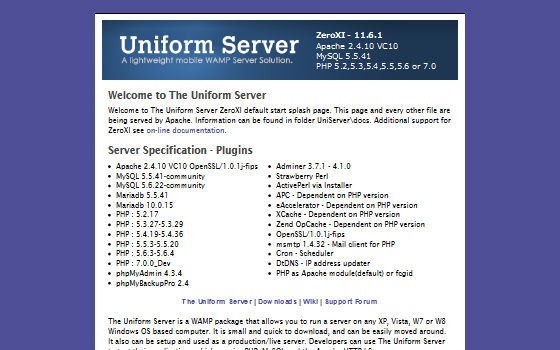 Uniform Server
A lightweight mobile WAMP Server Solution.
ZeroXI - 11.6.1
Apache 2.4.10 VC10
MySQL 5.5.41
PHP 5.2,5.3,5.4,5.5,5.6 or 7.0
Welcome to The Uniform Server
Welcome to The Uniform Server ZeroXI default start splash page. This page and every other file are
being served by Apache. Information can be found in folder UniServer\docs. Additional support for
ZeroXI see on-line documentation.
Server Specification - Plugins
Apache 2.4.10 VC10 OpenSSL/1.0.1j-fips
MySQL 5.5.41-community
MySQL 5.6.22-community
Mariadb 5.5.41
Mariadb 10.0.15
PHP : 5.2.17
PHP : 5.3.27-5.3.29
PHP : 5.4.19-5.4.36
PHP : 5.5.3-5.5.20
PHP : 5.6.3-5.6.4
PHP : 7.0.0_Dev
phpMyAdmin 4.3.4
phpMyBackupPro 2.4
Adminer 3.7.1 - 4.1.0
Strawberry Perl
ActivePerl via Installer
APC - Dependent on PHP version
eAccelerator - Dependent on PHP version
XCache - Dependent on PHP version
Zend OpCache - Dependent on PHP version
OpenSSL/1.0.1j-fips
msmtp 1.4.32 - Mail client for PHP
Cron - Scheduler
DtDNS - IP address updater
PHP as Apache module(default) or fcgid
The Uniform Server | Downloads | Wiki | Support Forum
The Uniform Server is a WAMP package that allows you to run a server on any XP, Vista, W7 or W8
Windows OS based computer. It is small and quick to download, and can be easily moved around.
It also can be setup and used as a production/live server. Developers can use The Uniform Server